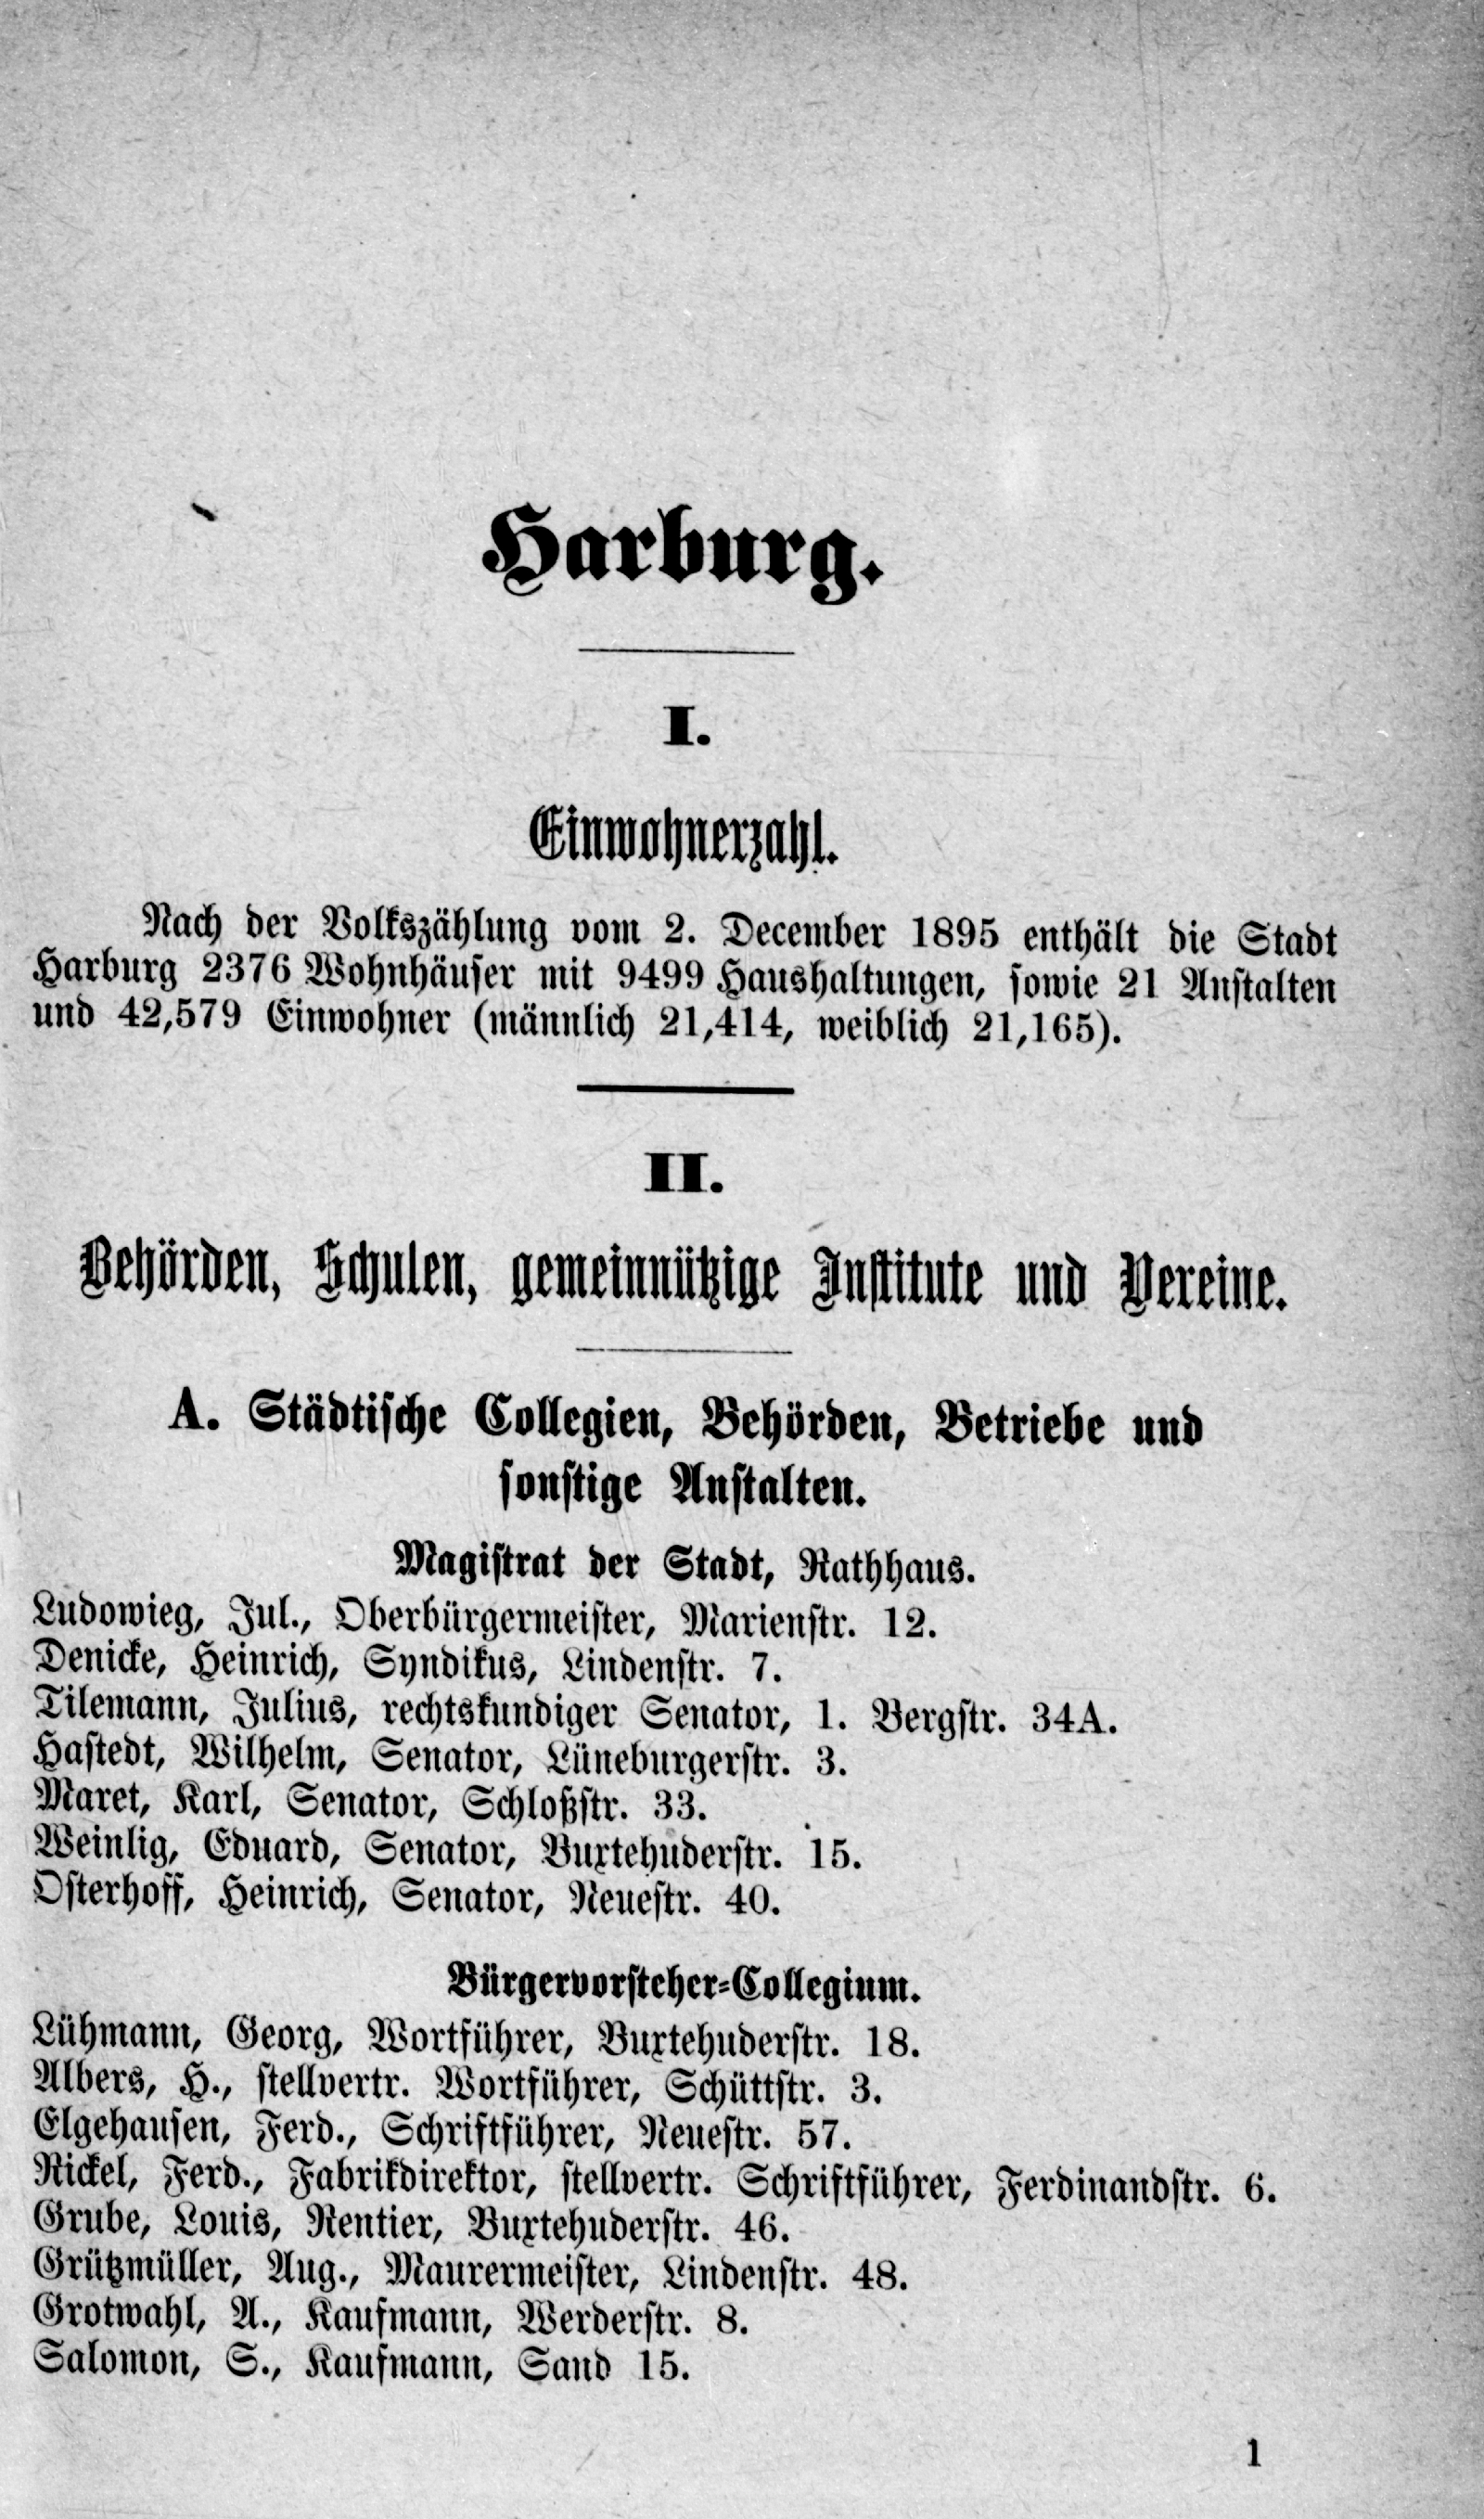 Harburg.
I.
Einwohnerzahl.
Nach der Volkszählung vom 2. December 1895 enthält die Stadt
Harburg 2376 Wohnhäuser mit 9499 Haushaltungen, sowie 21 Anstalten
und 42,579 Einwohner (männlich 21,414, weiblich 21,165).
II.
Behörden, Schulen, gemeinnützige Institute und Vereine.
A. Städtische Collegien, Behörden, Betriebe und
sonstige Anstalten.
Magistrat der Stadt, Rathhaus.
Ludowieg, Jul., Oberbürgermeister, Marienstr. 12.
Denicke, Heinrich, Syndikus, Lindenstr. 7.
Tilemann, Julius, rechtskundiger Senator, 1. Bergstr. 34A.
Hastedt, Wilhelm, Senator, Lüneburgerstr. 3.
Maret, Karl, Senator, Schloßstr. 33.
Weinlig, Eduard, Senator, Buxtehuderstr. 15.
Osterhoff, Heinrich, Senator, Neuestr. 40.
Bürgervorsteher-Collegium.
Lühmann, Georg, Wortführer, Buxtehuderstr. 18.
Albers, H., stellvertr. Wortführer, Schüttstr. 3.
Elgehausen, Ferd., Schriftführer, Neuestr. 57.
Rickel, Ferd., Fabrikdirektor, stellvertr. Schriftführer, Ferdinandstr. 6.
Grube, Louis, Rentier, Buxtehuderstr. 46.
Grützmüller, Aug., Maurermeister, Lindenstr. 48.
Grotwahl, A., Kaufmann, Werderstr. 8.
Salomon, S., Kaufmann, Sand 15.
1